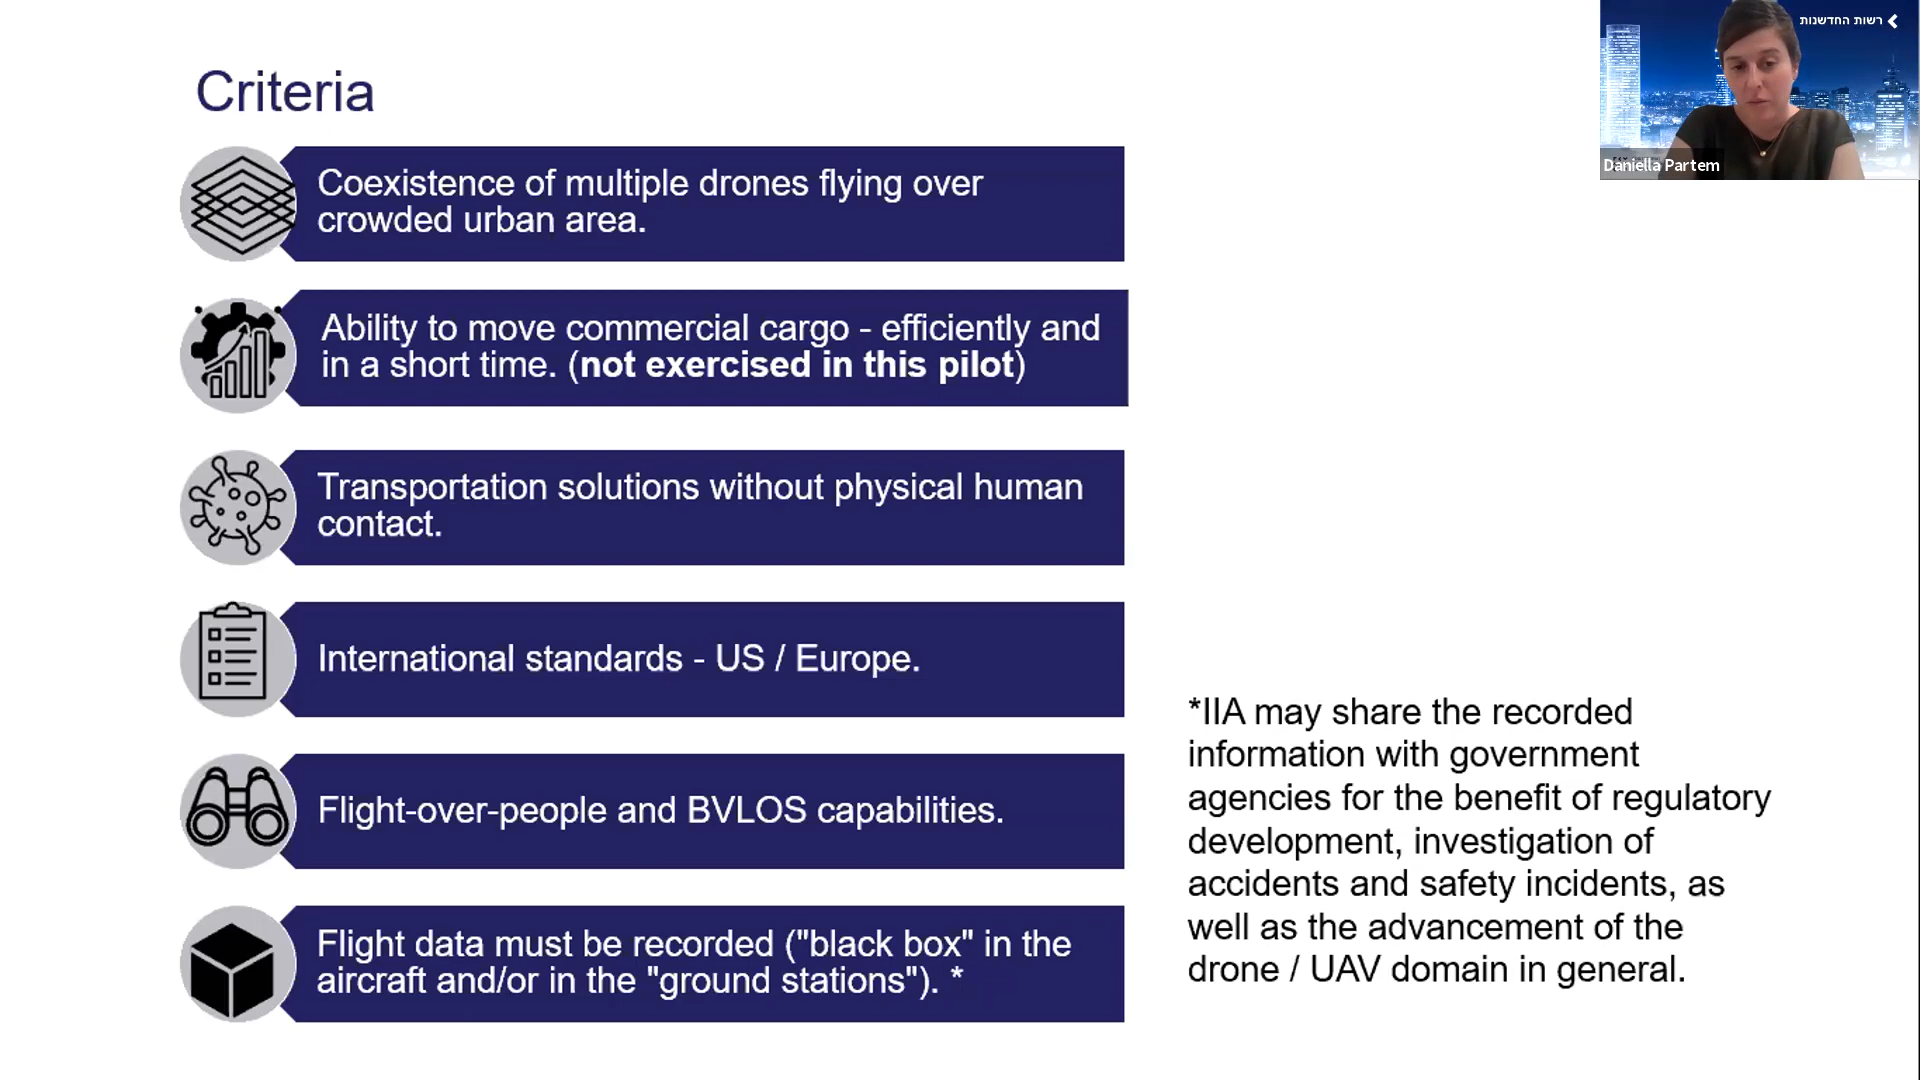 Criteria
Coexistence of multiple drones flying over
crowded urban area.
Ability to move commercial cargo - efficiently and
in a short time. (not exercised in this pilot)
Transportation solutions without physical human
contact.
International standards - US / Europe.
Flight-over-people and BVLOS capabilities.
Flight data must be recorded ("black box" in the
aircraft and/or in the "ground stations"). *
*IIA may share the recorded
information with government
agencies for the benefit of regulatory
development, investigation of
accidents and safety incidents, as
well as the advancement of the
drone / UAV domain in general.
רשות החדשנות
Daniella Partem